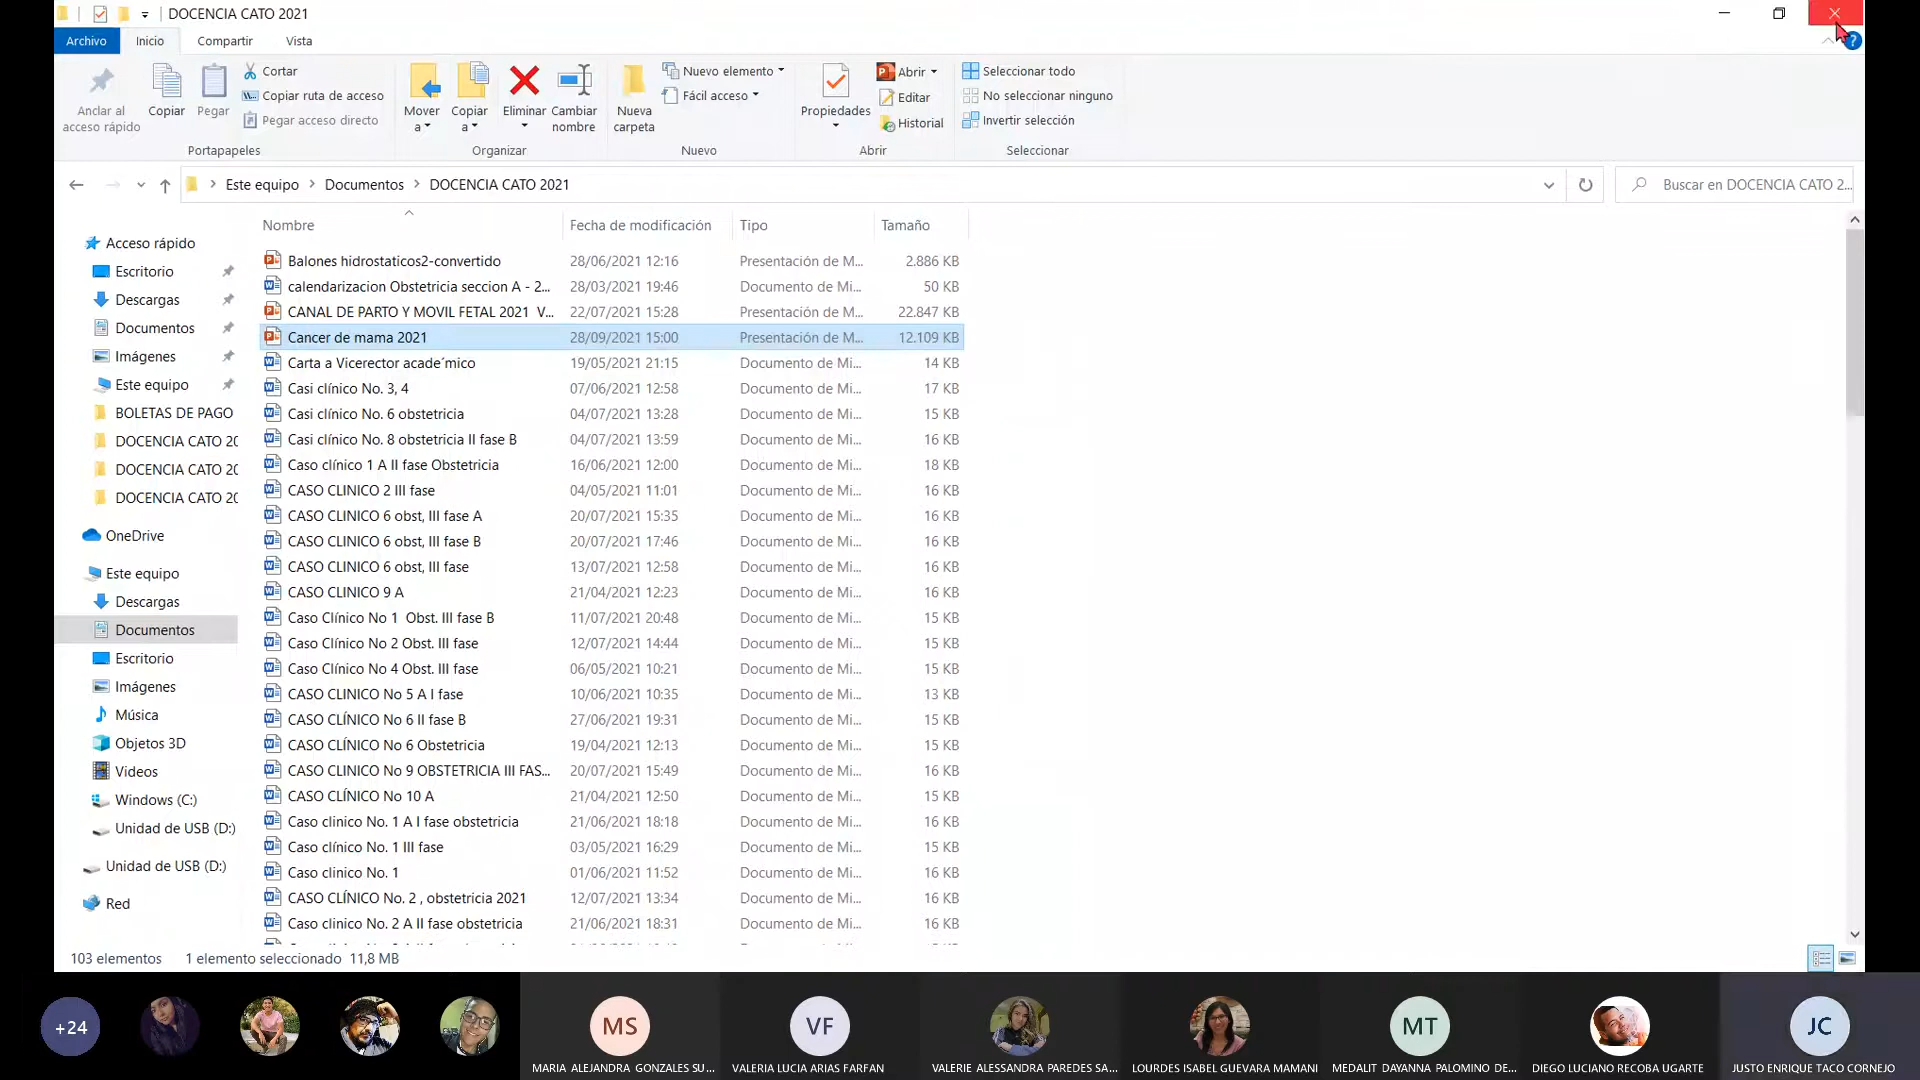 DOCENCIA CATO 2021
Archivo Inicio Compartir Vista
Anclar al acceso rápido
Copiar
Pegar
Cortar
Copiar ruta de acceso
Pegar acceso directo
Portapapeles
Mover a
Copiar a
Eliminar
Cambiar nombre
Organizar
Nueva carpeta
Nuevo elemento
Fácil acceso
Nuevo
Propiedades
Abrir
Editar
Historial
Abrir
Seleccionar todo
No seleccionar ninguno
Invertir selección
Seleccionar
Este equipo > Documentos > DOCENCIA CATO 2021
Buscar en DOCENCIA CATO 2...
Acceso rápido
Escritorio
Descargas
Documentos
Imágenes
Este equipo
BOLETAS DE PAGO
DOCENCIA CATO 20
DOCENCIA CATO 20
DOCENCIA CATO 20
OneDrive
Este equipo
Descargas
Documentos
Escritorio
Imágenes
Música
Objetos 3D
Videos
Windows (C:)
Unidad de USB (D:)
Unidad de USB (D:)
Red
Nombre Fecha de modificación Tipo Tamaño
Balones hidrostaticos2-convertido 28/06/2021 12:16 Presentación de M... 2.886 KB
calendarizacion Obstetricia seccion A - 2... 28/03/2021 19:46 Documento de Mi... 50 KB
CANAL DE PARTO Y MOVIL FETAL 2021 V... 22/07/2021 15:28 Presentación de M... 22.847 KB
Cancer de mama 2021 28/09/2021 15:00 Presentación de M... 12.109 KB
Carta a Vicerector acade´mico 19/05/2021 21:15 Documento de Mi... 14 KB
Casi clínico No. 3, 4 07/06/2021 12:58 Documento de Mi... 17 KB
Casi clínico No. 6 obstetricia 04/07/2021 13:28 Documento de Mi... 15 KB
Casi clínico No. 8 obstetricia II fase B 04/07/2021 13:59 Documento de Mi... 16 KB
Caso clínico 1 A II fase Obstetricia 16/06/2021 12:00 Documento de Mi... 18 KB
CASO CLINICO 2 III fase 04/05/2021 11:01 Documento de Mi... 16 KB
CASO CLINICO 6 obst, III fase A 20/07/2021 15:35 Documento de Mi... 16 KB
CASO CLINICO 6 obst, III fase B 20/07/2021 17:46 Documento de Mi... 16 KB
CASO CLINICO 6 obst, III fase 13/07/2021 12:58 Documento de Mi... 16 KB
CASO CLINICO 9 A 21/04/2021 12:23 Documento de Mi... 16 KB
Caso Clínico No 1 Obst. III fase B 11/07/2021 20:48 Documento de Mi... 15 KB
Caso Clínico No 2 Obst. III fase 12/07/2021 14:44 Documento de Mi... 15 KB
Caso Clínico No 4 Obst. III fase 06/05/2021 10:21 Documento de Mi... 15 KB
CASO CLINICO No 5 A I fase 10/06/2021 10:35 Documento de Mi... 13 KB
CASO CLÍNICO No 6 II fase B 27/06/2021 19:31 Documento de Mi... 15 KB
CASO CLÍNICO No 6 Obstetricia 19/04/2021 12:13 Documento de Mi... 15 KB
CASO CLINICO No 9 OBSTETRICIA III FAS... 20/07/2021 15:49 Documento de Mi... 16 KB
CASO CLÍNICO No 10 A 21/04/2021 12:50 Documento de Mi... 15 KB
Caso clinico No. 1 A I fase obstetricia 21/06/2021 18:18 Documento de Mi... 16 KB
Caso clínico No. 1 III fase 03/05/2021 16:29 Documento de Mi... 15 KB
Caso clinico No. 1 01/06/2021 11:52 Documento de Mi... 16 KB
CASO CLÍNICO No. 2 , obstetricia 2021 12/07/2021 13:34 Documento de Mi... 16 KB
Caso clinico No. 2 A II fase obstetricia 21/06/2021 18:31 Documento de Mi... 16 KB
103 elementos 1 elemento seleccionado 11,8 MB
+24
MS
VF
MT
JC
MARIA ALEJANDRA GONZALES SU...
VALERIA LUCIA ARIAS FARFAN
VALERIE ALESSANDRA PAREDES SA...
LOURDES ISABEL GUEVARA MAMANI
MEDALIT DAYANNA PALOMINO DE...
DIEGO LUCIANO RECOBA UGARTE
JUSTO ENRIQUE TACO CORNEJO